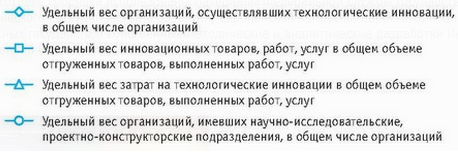 Удельный вес организаций, осуществлявших технологические инновации,
в общем числе организаций
Удельный вес инновационных товаров, работ, услуг в общем объеме
отгруженных товаров, выполненных работ, услуг
Удельный вес затрат на технологические инновации в общем объеме
отгруженных товаров, выполненных работ, услуг
Удельный вес организаций, имевших научно-исследовательские,
проектно-конструкторские подразделения, в общем числе организаций